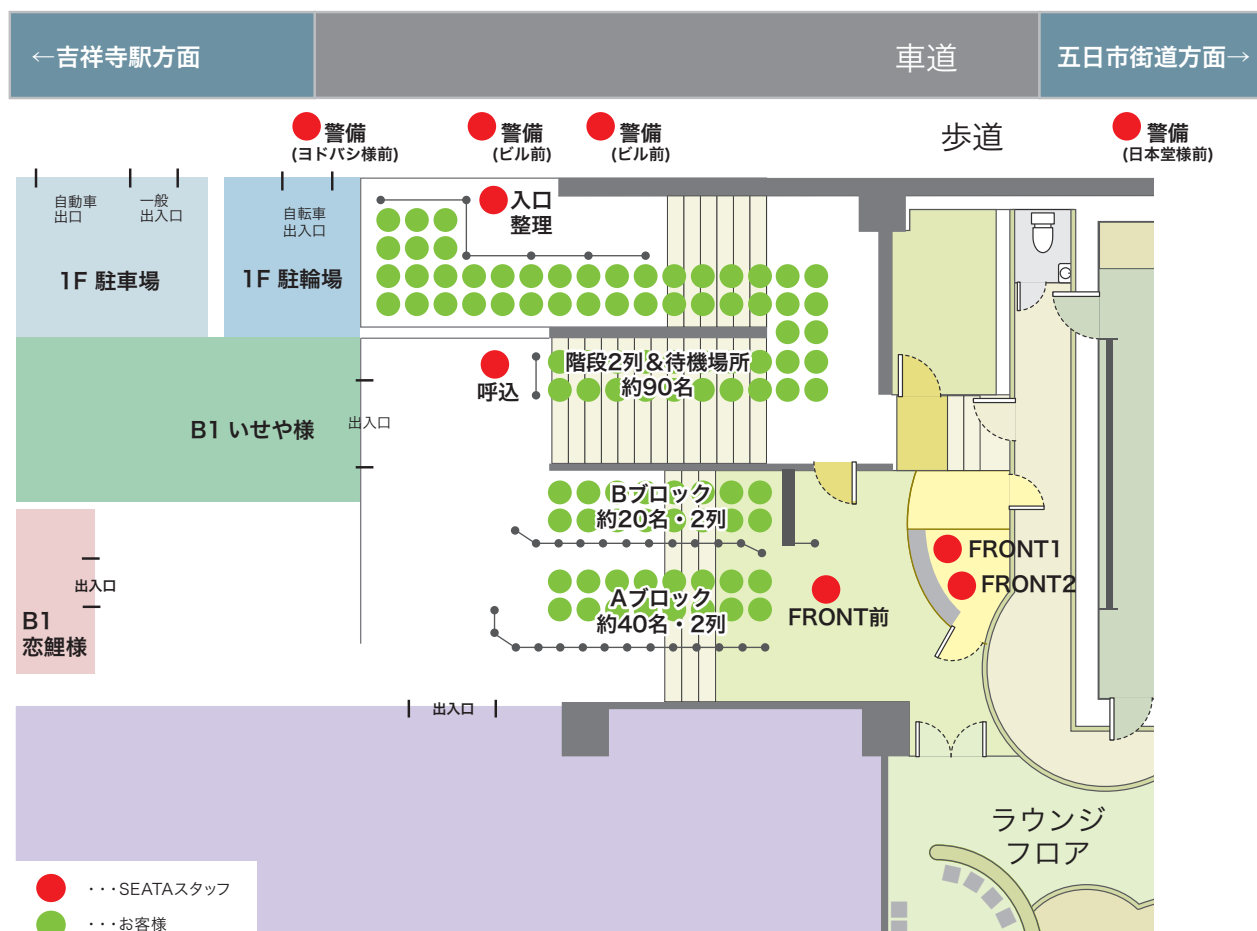 ←吉祥寺駅方面
車道
五日市街道方面→
歩道
警備
(ヨドバシ様前)
警備
(ビル前)
警備
(ビル前)
警備
(日本堂様前)
自動車
出口
一般
出入口
自転車
出入口
入口
整理
1F 駐車場
1F 駐輪場
階段2列&待機場所
約90名
呼込
B1 いせや様
出入口
Bブロック
約20名・2列
FRONT1
FRONT2
出入口
Aブロック
約40名・2列
FRONT前
B1
恋鯉様
出入口
ラウンジ
フロア
・・・SEATAスタッフ
・・・お客様